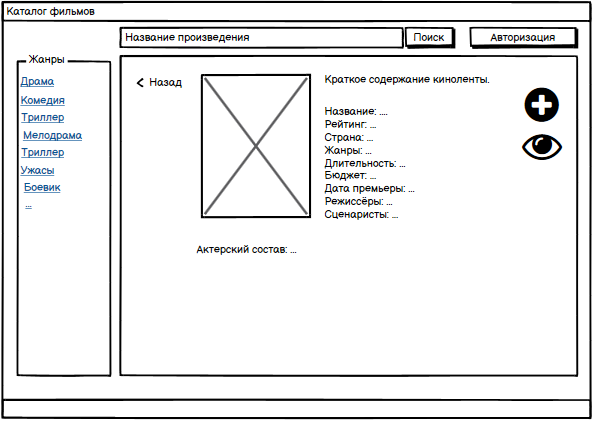 Каталог фильмов
Название произведения
Поиск
Авторизация
Жанры
Драма
Комедия
Триллер
Мелодрама
Триллер
Ужасы
Боевик
...
Назад
Краткое содержание киноленты.
Название: ....
Рейтинг: ...
Страна: ...
Жанры: ...
Длительность: ...
Бюджет: ...
Дата премьеры: ...
Режиссёры: ...
Сценаристы: ...
Актерский состав: ...